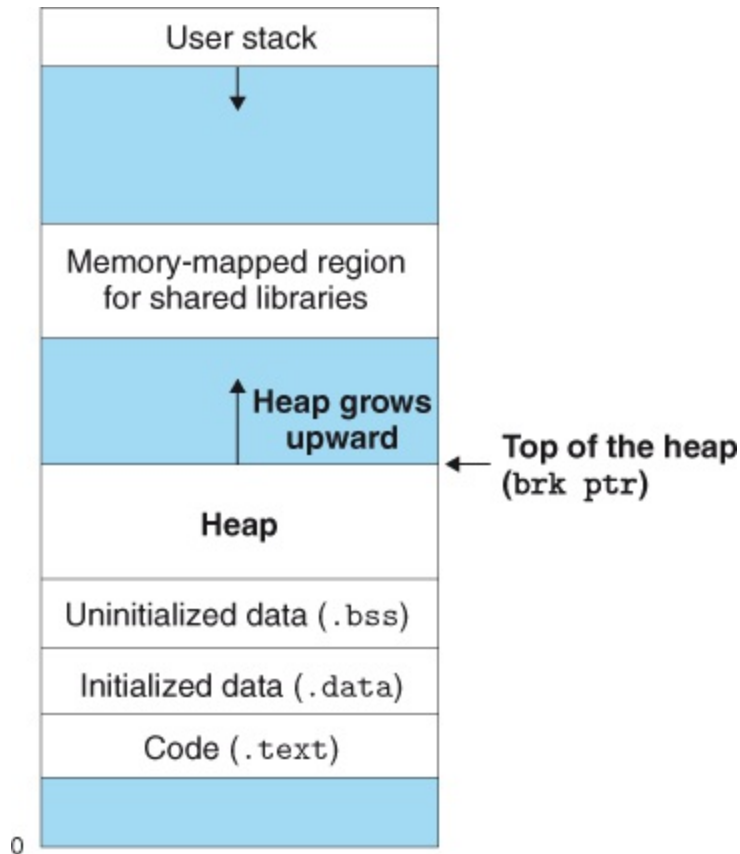 User stack
Memory-mapped region
for shared libraries
Heap grows
upward
Top of the heap
(brk ptr)
Heap
Uninitialized data (.bss)
Initialized data (.data)
Code (.text)
0